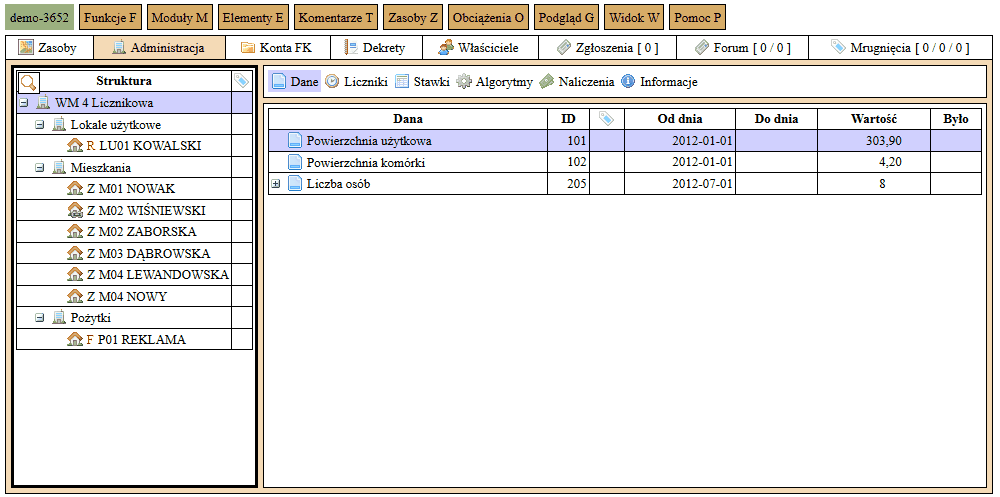 demo-3652 Funkcje F Moduły M Elementy E Komentarze T Zasoby Z Obciążenia O Podgląd G Widok W Pomoc P
Zasoby Administracja Konta FK Dekrety Właściciele Zgłoszenia [ 0 ] Forum [ 0 / 0 ] Mrugnięcia [ 0 / 0 / 0 ]
Struktura
WM 4 Licznikowa
Lokale użytkowe
R LU01 KOWALSKI
Mieszkania
Z M01 NOWAK
Z M02 WIŚNIEWSKI
Z M02 ZABORSKA
Z M03 DĄBROWSKA
Z M04 LEWANDOWSKA
Z M04 NOWY
Pożytki
F P01 REKLAMA
Dane Liczniki Stawki Algorytmy Naliczenia Informacje
Dana ID Od dnia Do dnia Wartość Było
Powierzchnia użytkowa 101 2012-01-01 303,90
Powierzchnia komórki 102 2012-01-01 4,20
Liczba osób 205 2012-07-01 8